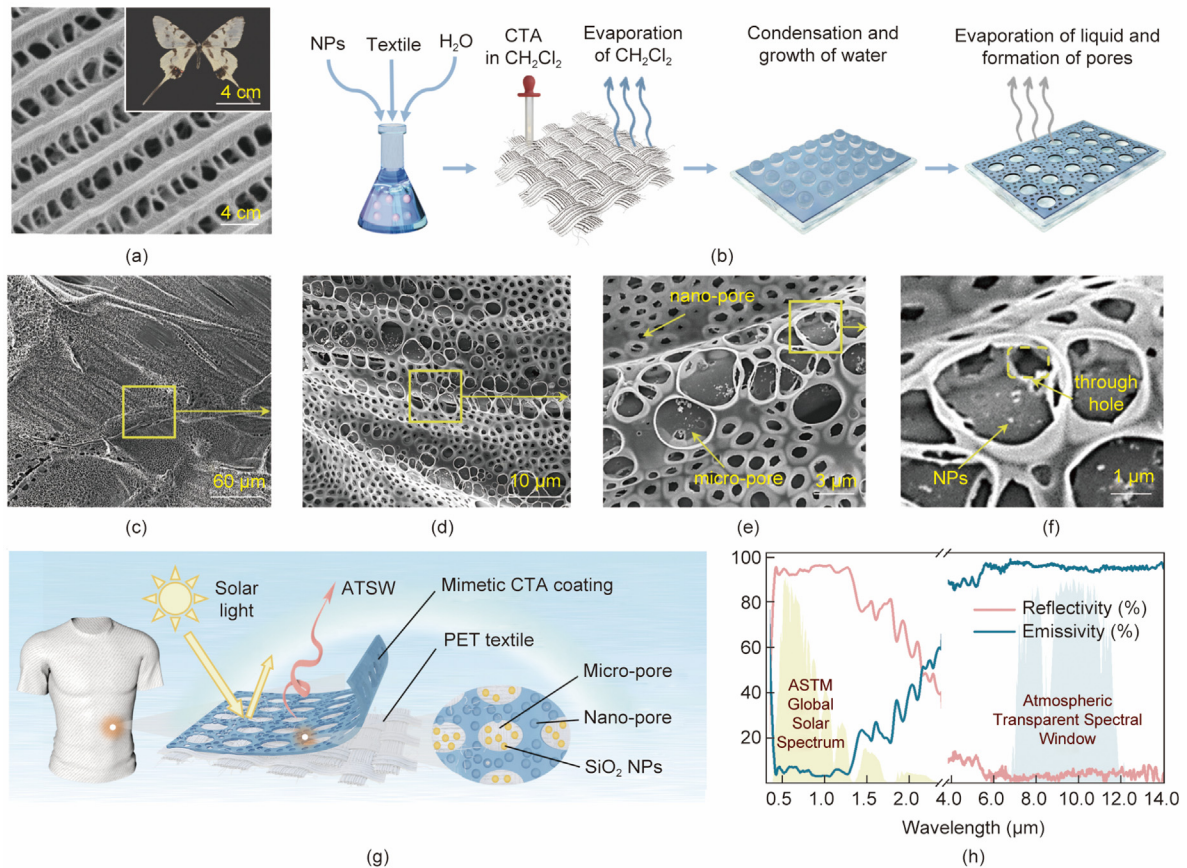 4 cm
4 cm
(a)
NPs
Textile
H₂O
CTA
in CH₂Cl₂
Evaporation
of CH₂Cl₂
Condensation and
growth of water
Evaporation of liquid and
formation of pores
(b)
60 μm
(c)
10 μm
(d)
nano-pore
micro-pore
3 μm
(e)
through
hole
NPs
1 μm
(f)
Solar
light
ATSW
Mimetic CTA coating
PET textile
Micro-pore
Nano-pore
SiO₂ NPs
(g)
100
80
60
40
20
Reflectivity (%)
Emissivity (%)
ASTM
Global
Solar
Spectrum
Atmospheric
Transparent Spectral
Window
0.5 1.0 1.5 2.0 4.0 6.0 8.0 10.0 12.0 14.0
Wavelength (μm)
(h)